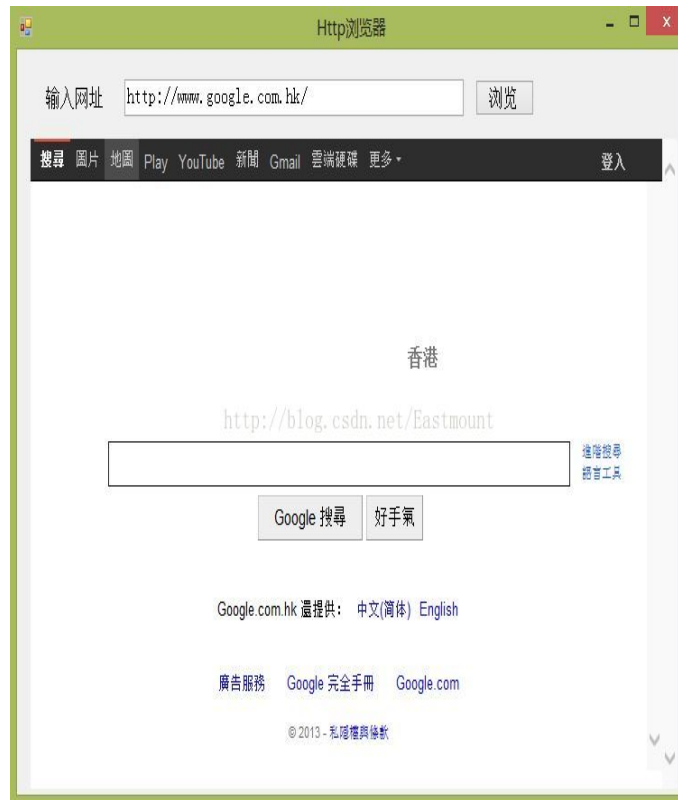 Http浏览器
输入网址 http://www.google.com.hk/ 浏览
搜尋 圖片 地圖 Play YouTube 新聞 Gmail 雲端硬碟 更多 登入
香港
http://blog.csdn.net/Eastmount
進階搜尋
語言工具
Google 搜尋 好手氣
Google.com.hk 還提供： 中文(简体) English
廣告服務 Google 完全手冊 Google.com
© 2013 - 私隱權與條款